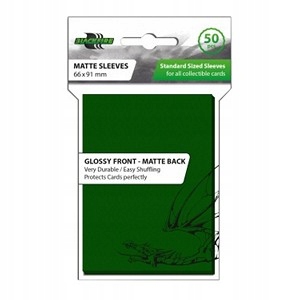 BLACKFIRE
50
MATTE SLEEVES
66 x 91 mm
Standard Sized Sleeves
for all collectible cards
GLOSSY FRONT - MATTE BACK
Very Durable / Easy Shuffling
Protects Cards perfectly